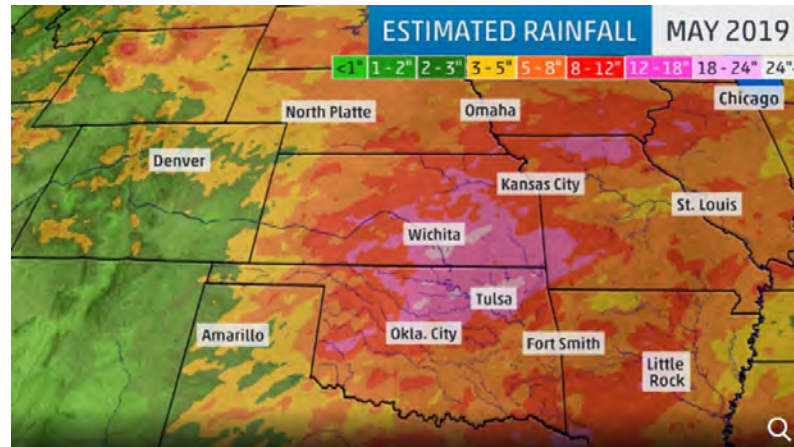 ESTIMATED RAINFALL MAY 2019
<1" 1 - 2" 2 - 3" 3 - 5" 5 - 8" 8 - 12" 12 - 18" 18 - 24" 24"
Chicago
North Platte Omaha
Denver
Kansas City
St. Louis
Wichita
Tulsa
Amarillo Okla. City Fort Smith
Little
Rock